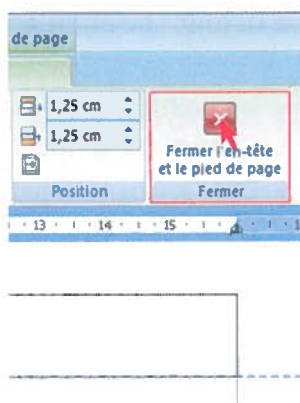 de page
1,25 cm
1,25 cm
Fermer l'en-tête
et le pied de page
Position
Fermer
13 · 14 · 15